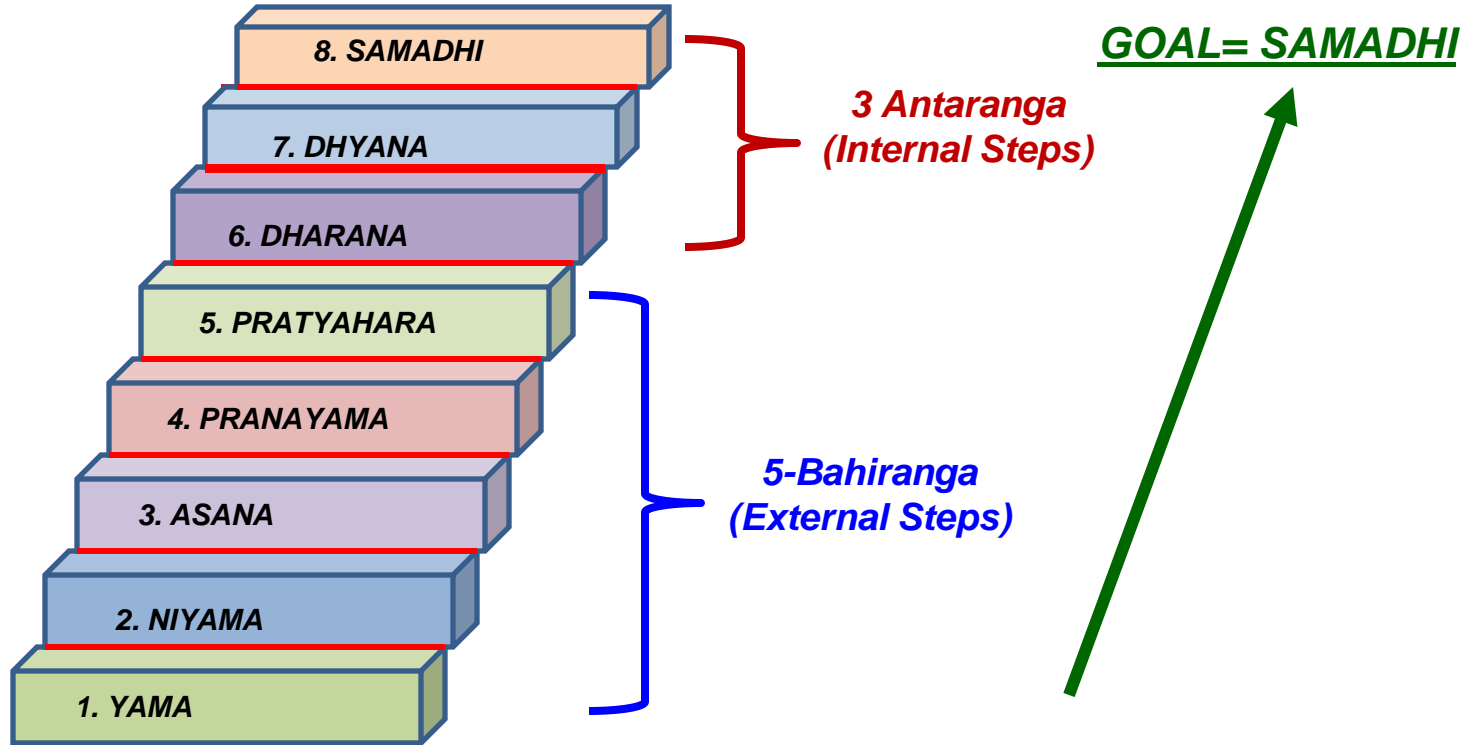 8. SAMADHI
7. DHYANA
6. DHARANA
5. PRATYAHARA
4. PRANAYAMA
3. ASANA
2. NIYAMA
1. YAMA
3 Antaranga
(Internal Steps)
5-Bahiranga
(External Steps)
GOAL= SAMADHI